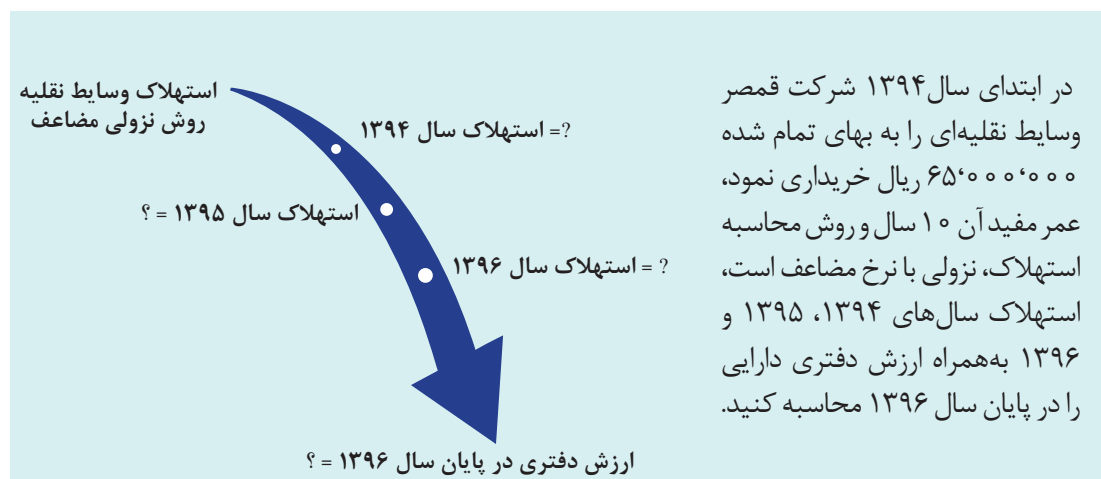 در ابتدای سال۱۳۹۴ شرکت قمصر
وسایط نقلیه‌ای را به بهای تمام شده
۶۵٬۰۰۰٬۰۰۰ ریال خریداری نمود،
عمر مفید آن ۱۰ سال و روش محاسبه
استهلاک، نزولی با نرخ مضاعف است،
استهلاک سال‌های ۱۳۹۴، ۱۳۹۵ و
۱۳۹۶ به‌همراه ارزش دفتری دارایی
را در پایان سال ۱۳۹۶ محاسبه کنید.
استهلاک وسایط نقلیه
روش نزولی مضاعف
استهلاک سال ۱۳۹۴ =?
استهلاک سال ۱۳۹۵ = ؟
استهلاک سال ۱۳۹۶ = ?
ارزش دفتری در پایان سال ۱۳۹۶ = ؟